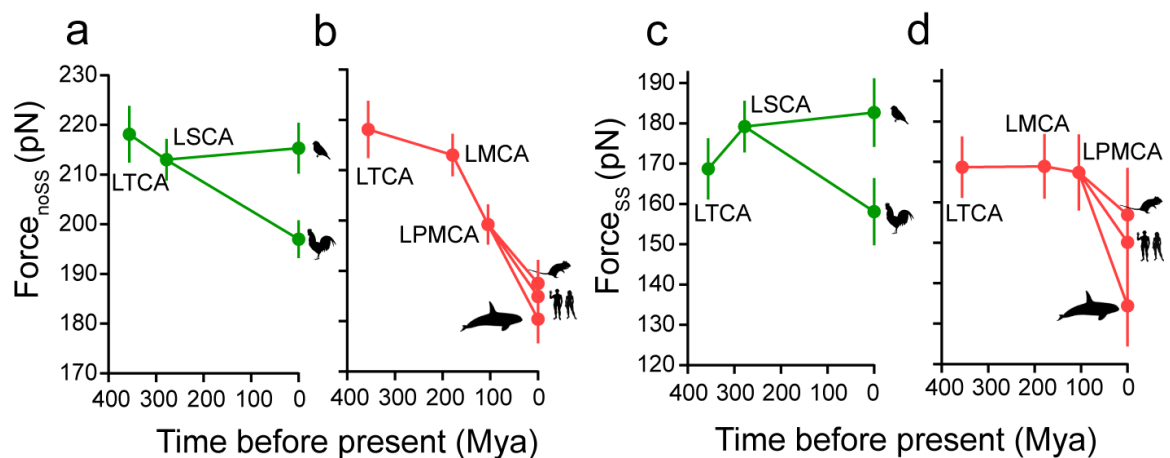 a
b
c
d
Force_noSS (pN)
230
220
210
200
190
180
170
LTCA
LSCA
400 300 200 100 0
LTCA
LMCA
LPMCA
400 300 200 100 0
Time before present (Mya)
Force_SS (pN)
190
180
170
160
150
140
130
120
LTCA
LSCA
400 300 200 100 0
LTCA
LMCA
LPMCA
400 300 200 100 0
Time before present (Mya)